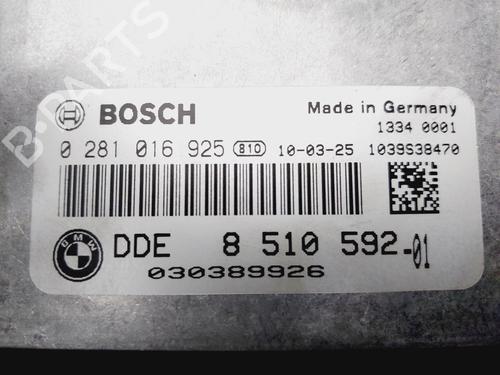 BOSCH
Made in Germany
1334 0001
0 281 016 925 810 10-03-25 1039S38470
BMW
DDE 8 510 592-01
030389926
B-PARTS